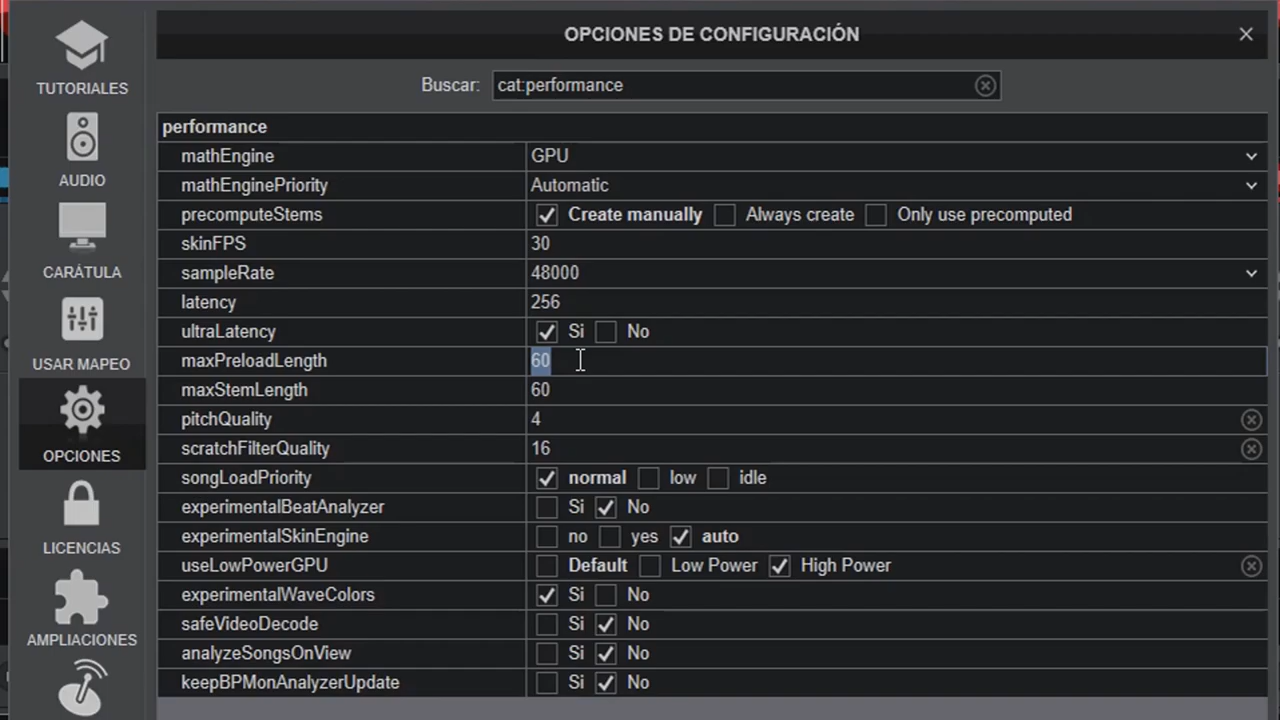 OPCIONES DE CONFIGURACIÓN
Buscar: cat:performance
TUTORIALES
AUDIO
CARÁTULA
USAR MAPEO
OPCIONES
LICENCIAS
AMPLIACIONES
performance
mathEngine GPU
mathEnginePriority Automatic
precomputeStems Create manually Always create Only use precomputed
skinFPS 30
sampleRate 48000
latency 256
ultraLatency Si No
maxPreloadLength 60
maxStemLength 60
pitchQuality 4
scratchFilterQuality 16
songLoadPriority normal low idle
experimentalBeatAnalyzer Si No
experimentalSkinEngine no yes auto
useLowPowerGPU Default Low Power High Power
experimentalWaveColors Si No
safeVideoDecode Si No
analyzeSongsOnView Si No
keepBPMonAnalyzerUpdate Si No